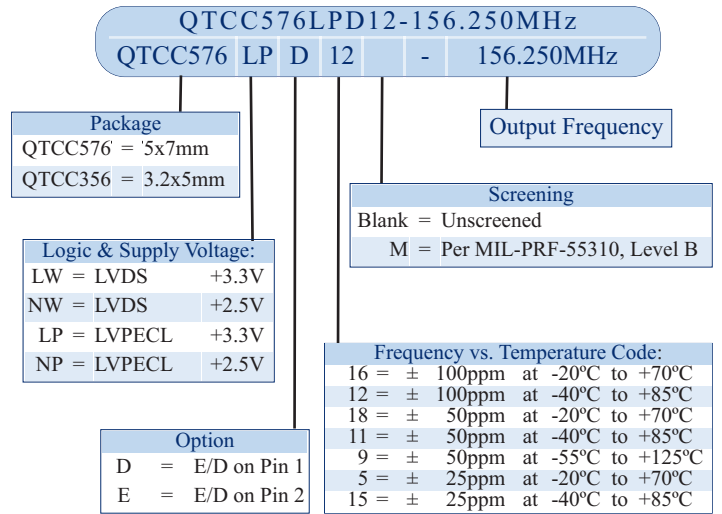 QTCC576LPD12-156.250MHz
QTCC576 LP D 12 - 156.250MHz
Package
QTCC576 = 5x7mm
QTCC356 = 3.2x5mm
Output Frequency
Screening
Blank = Unscreened
M = Per MIL-PRF-55310, Level B
Logic & Supply Voltage:
LW = LVDS +3.3V
NW = LVDS +2.5V
LP = LVPECL +3.3V
NP = LVPECL +2.5V
Frequency vs. Temperature Code:
16 = ± 100ppm at -20ºC to +70ºC
12 = ± 100ppm at -40ºC to +85ºC
18 = ± 50ppm at -20ºC to +70ºC
11 = ± 50ppm at -40ºC to +85ºC
9 = ± 50ppm at -55ºC to +125ºC
5 = ± 25ppm at -20ºC to +70ºC
15 = ± 25ppm at -40ºC to +85ºC
Option
D = E/D on Pin 1
E = E/D on Pin 2